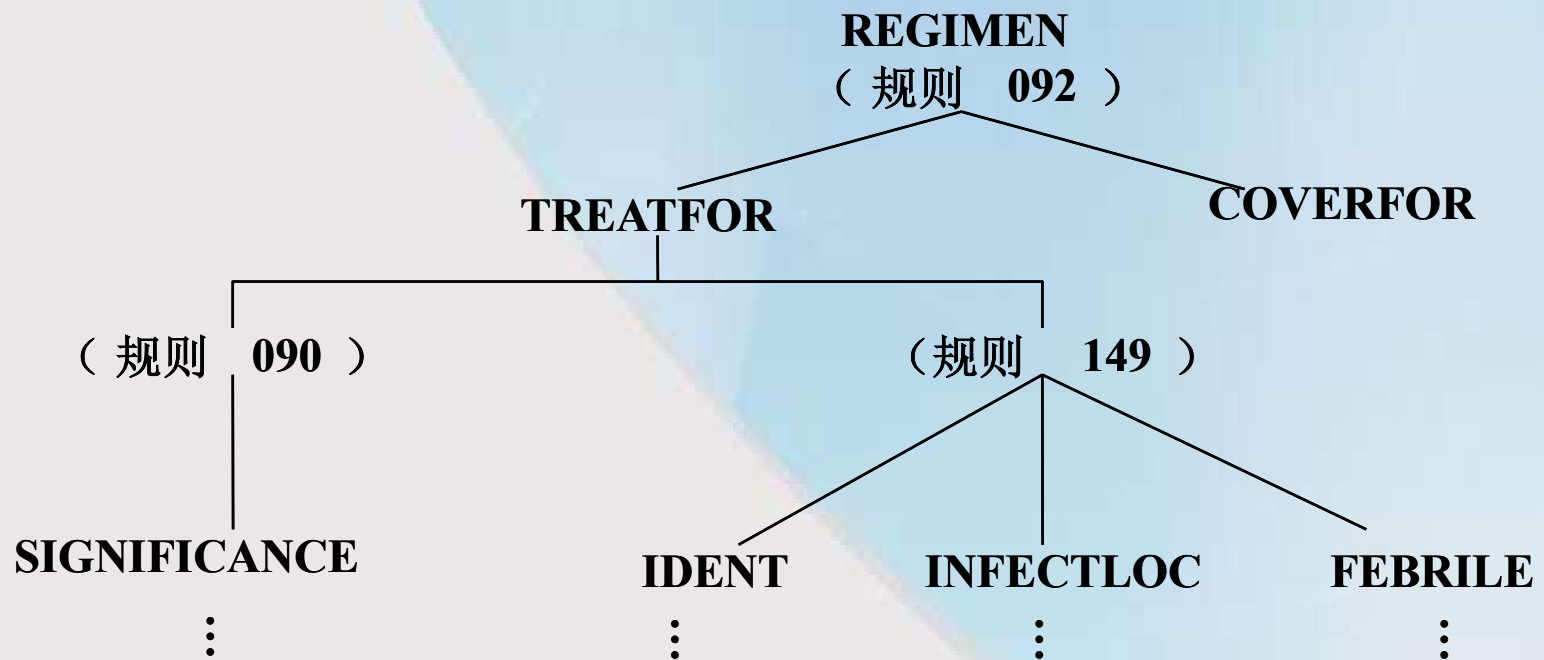 REGIMEN
（ 规则 092 ）
TREATFOR COVERFOR
（ 规则 090 ） （规则 149 ）
SIGNIFICANCE IDENT INFECTLOC FEBRILE
⋮ ⋮ ⋮ ⋮